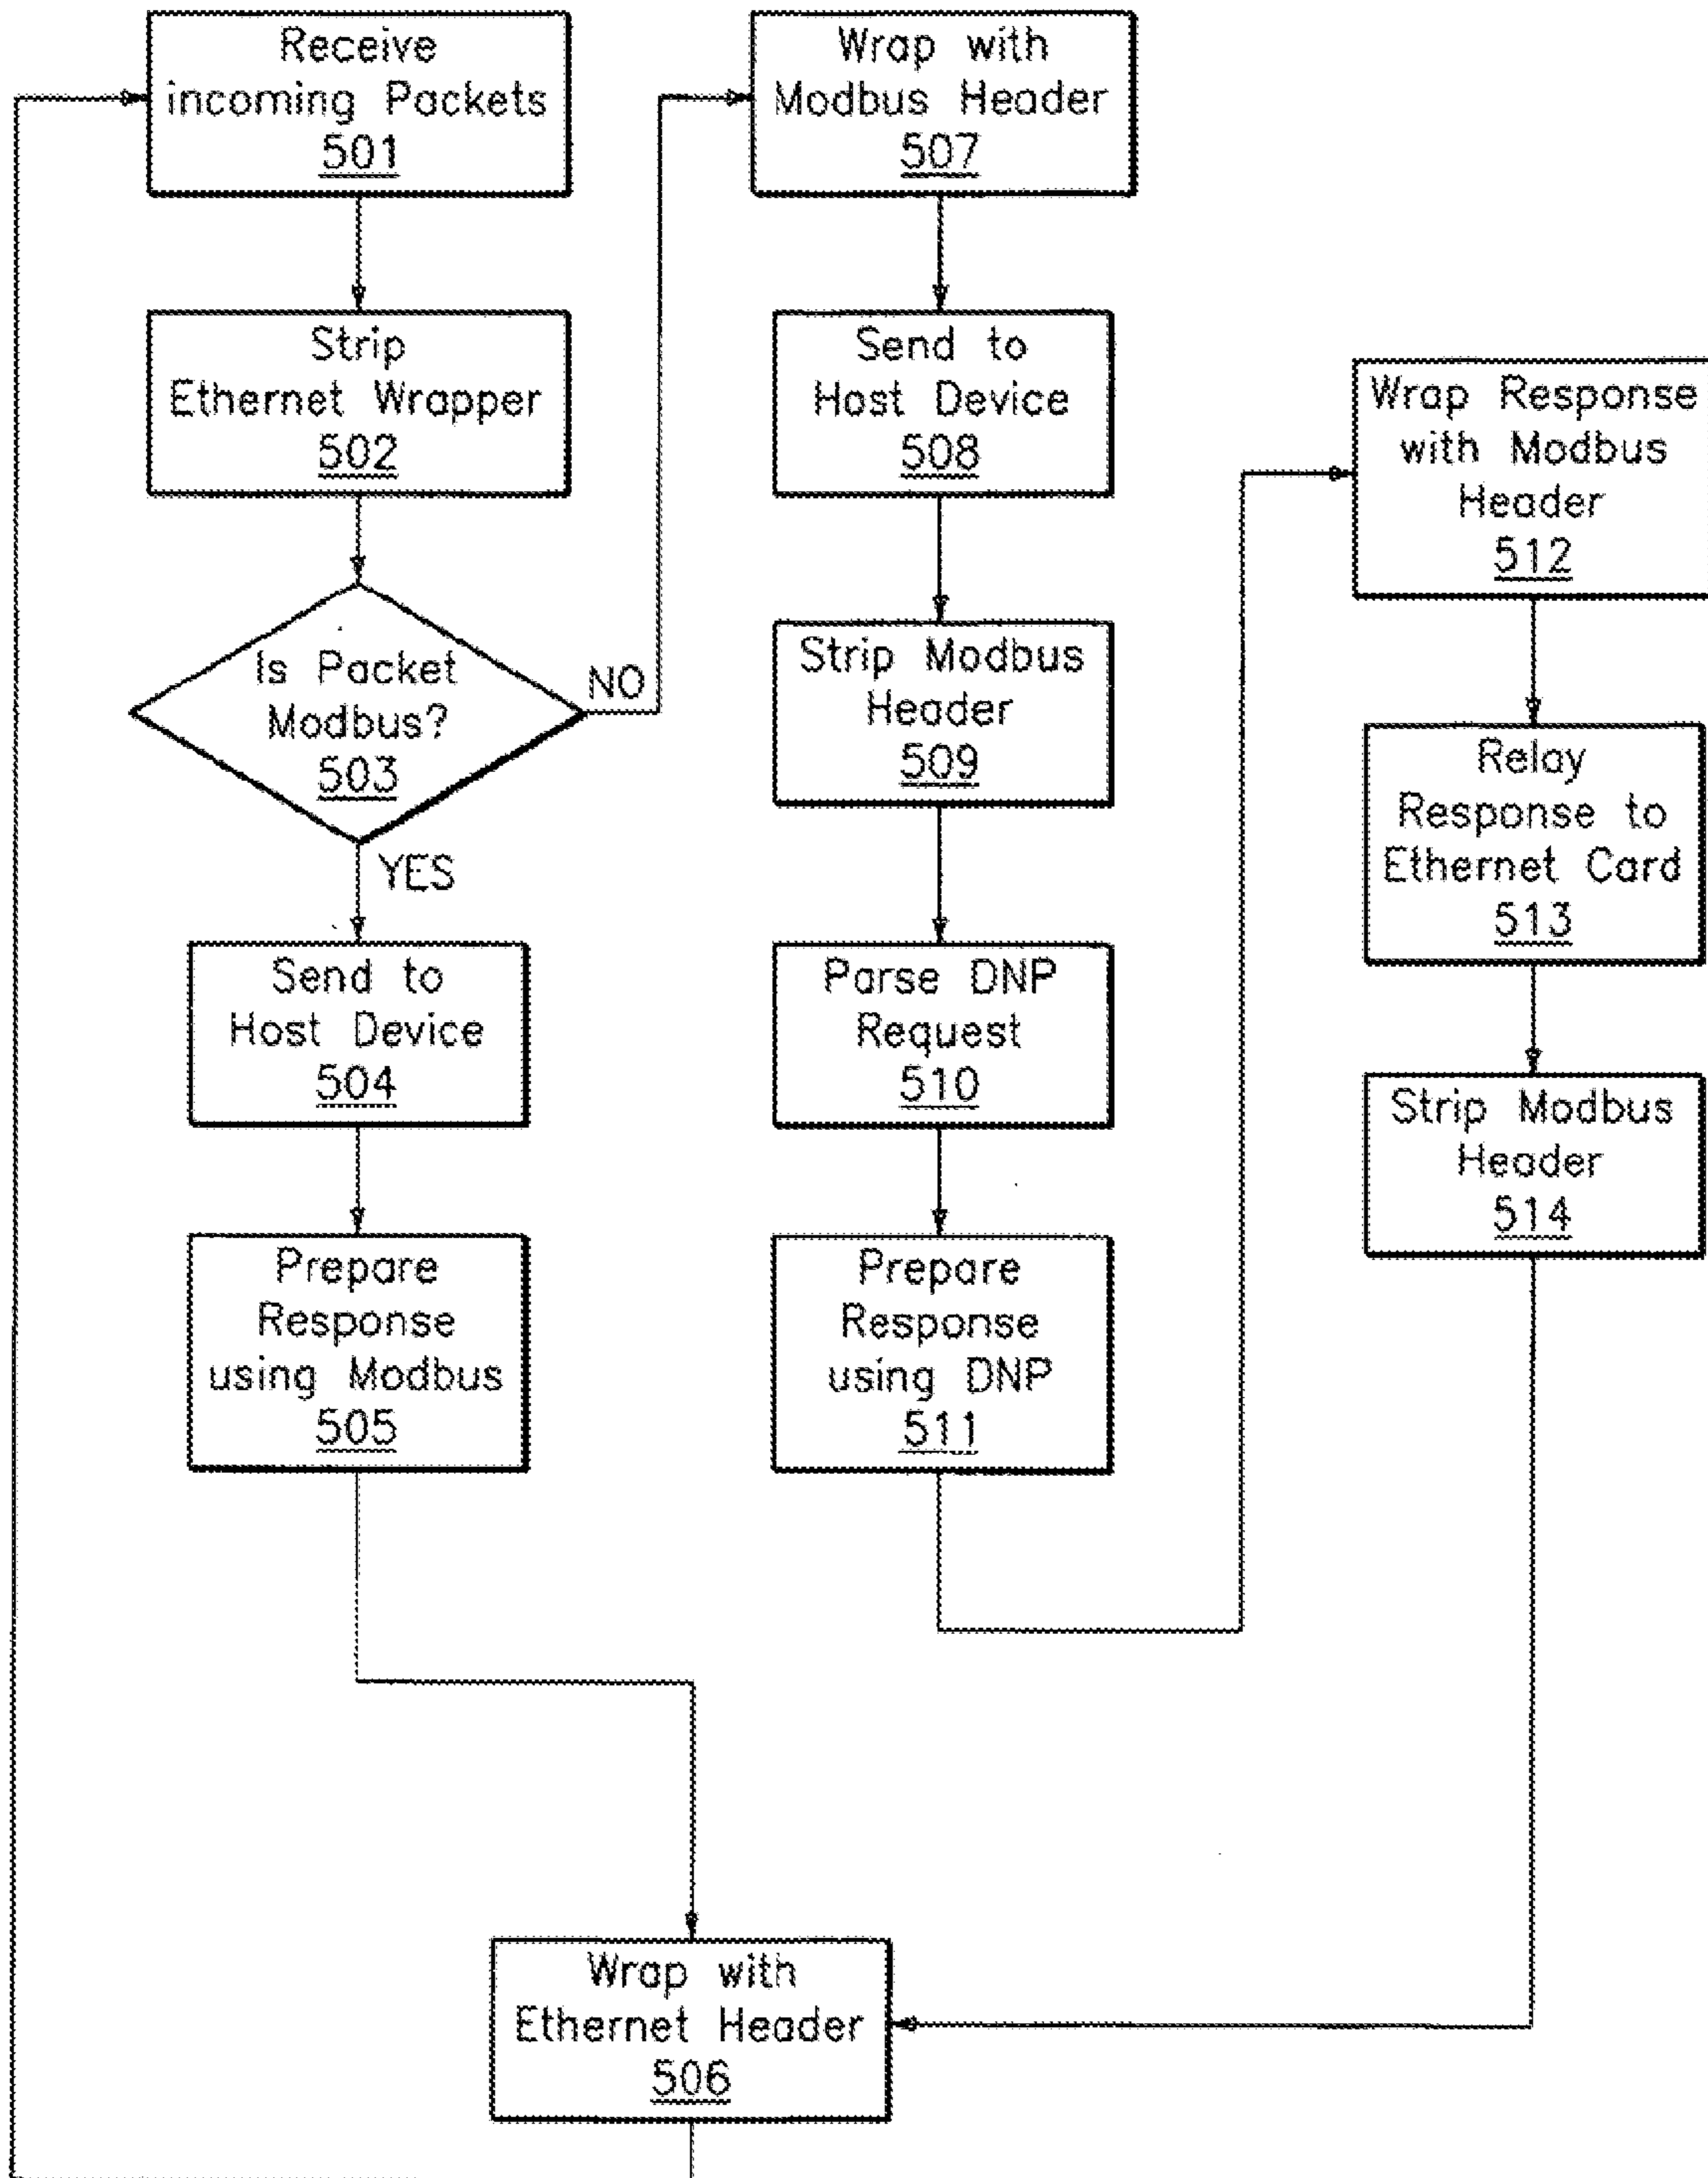 Receive
incoming Packets
501
Strip
Ethernet Wrapper
502
Is Packet
Modbus?
503
NO
YES
Send to
Host Device
504
Prepare
Response
using Modbus
505
Wrap with
Modbus Header
507
Send to
Host Device
508
Strip Modbus
Header
509
Parse DNP
Request
510
Prepare
Response
using DNP
511
Wrap Response
with Modbus
Header
512
Relay
Response to
Ethernet Card
513
Strip Modbus
Header
514
Wrap with
Ethernet Header
506